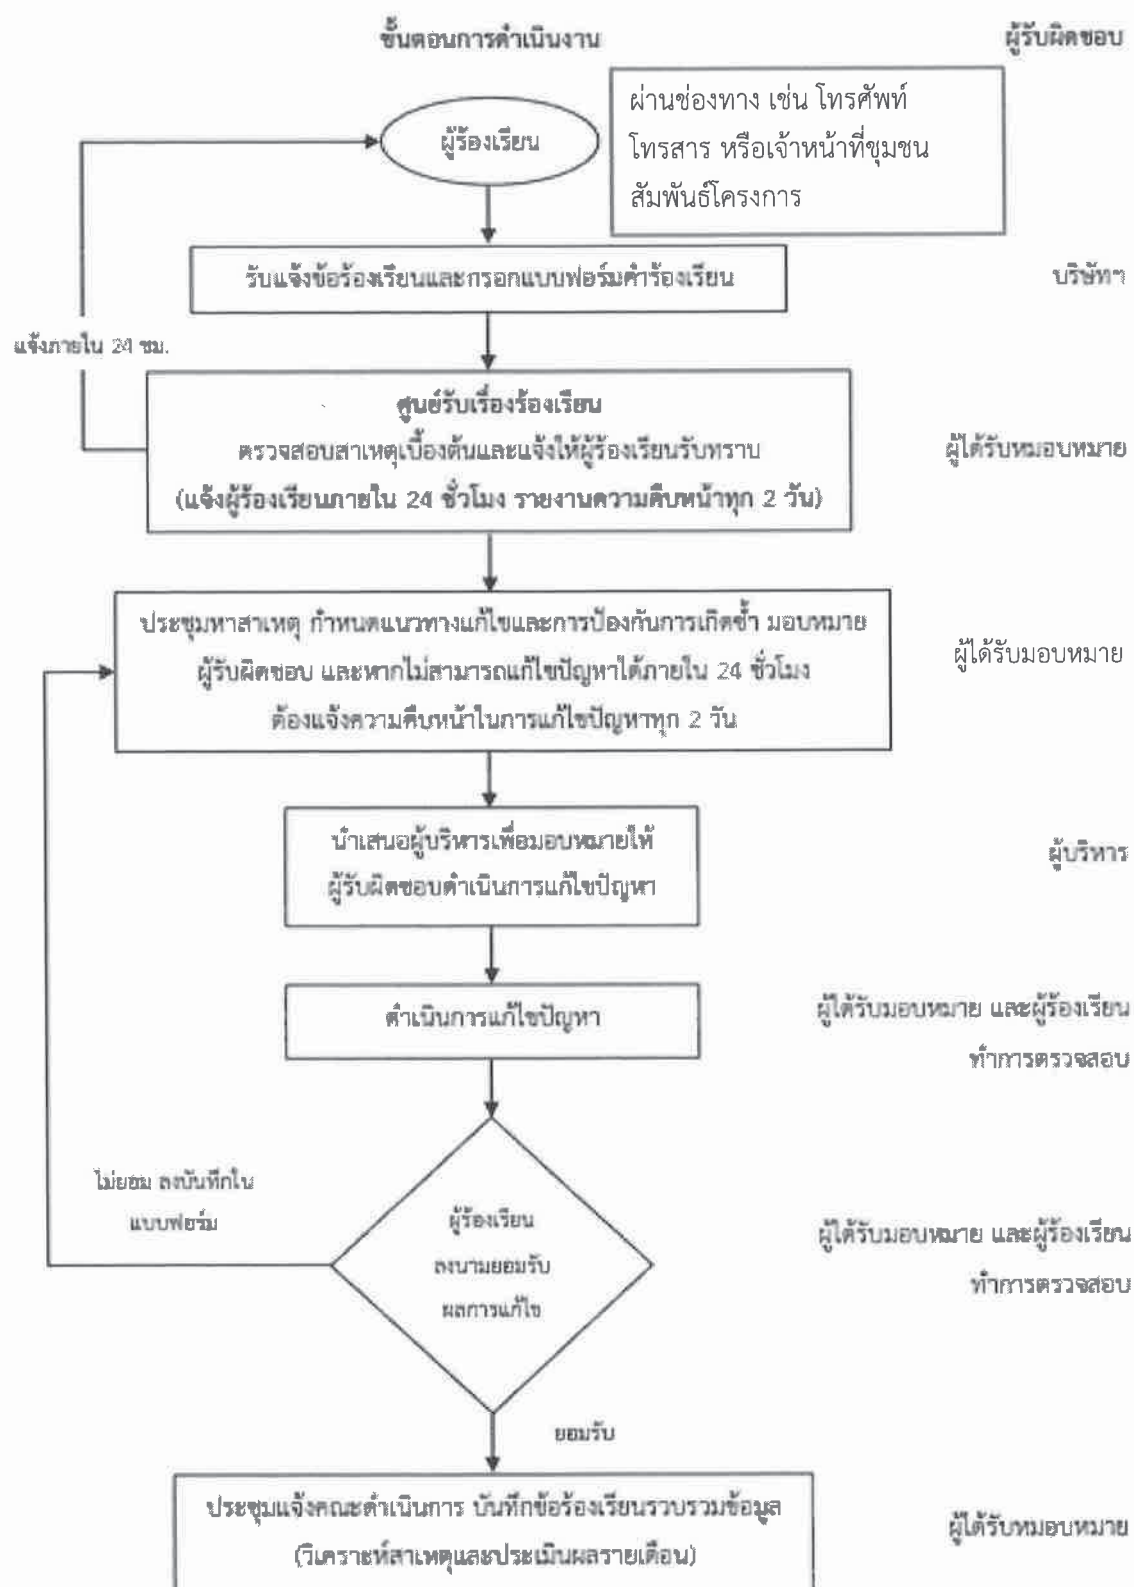 ขั้นตอนการดำเนินงาน
ผู้รับผิดชอบ
ผ่านช่องทาง เช่น โทรศัพท์
โทรสาร หรือเจ้าหน้าที่ชุมชน
สัมพันธ์โครงการ
ผู้ร้องเรียน
รับแจ้งข้อร้องเรียนและกรอกแบบฟอร์มคำร้องเรียน
บริษัทฯ
แจ้งภายใน 24 ชม.
ศูนย์รับเรื่องร้องเรียน
ตรวจสอบสาเหตุเบื้องต้นและแจ้งให้ผู้ร้องเรียนรับทราบ
(แจ้งผู้ร้องเรียนภายใน 24 ชั่วโมง รายงานความคืบหน้าทุก 2 วัน)
ผู้ได้รับหมอบหมาย
ประชุมหาสาเหตุ กำหนดแนวทางแก้ไขและการป้องกันการเกิดซ้ำ มอบหมาย
ผู้รับผิดชอบ และหากไม่สามารถแก้ไขปัญหาได้ภายใน 24 ชั่วโมง
ต้องแจ้งความคืบหน้าในการแก้ไขปัญหาทุก 2 วัน
ผู้ได้รับมอบหมาย
นำเสนอผู้บริหารเพื่อมอบหมายให้
ผู้รับผิดชอบดำเนินการแก้ไขปัญหา
ผู้บริหาร
ดำเนินการแก้ไขปัญหา
ผู้ได้รับมอบหมาย และผู้ร้องเรียน
ทำการตรวจสอบ
ไม่ยอม ลงบันทึกใน
แบบฟอร์ม
ผู้ร้องเรียน
ลงนามยอมรับ
ผลการแก้ไข
ผู้ได้รับมอบหมาย และผู้ร้องเรียน
ทำการตรวจสอบ
ยอมรับ
ประชุมแจ้งคณะดำเนินการ บันทึกข้อร้องเรียนรวบรวมข้อมูล
(วิเคราะห์สาเหตุและประเมินผลรายเดือน)
ผู้ได้รับหมอบหมาย